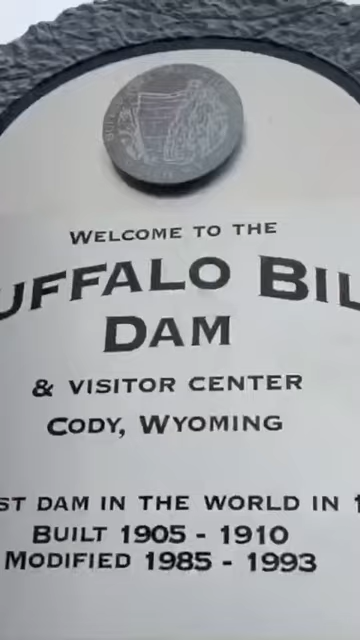 WELCOME TO THE
UFFALO BIL
DAM
& VISITOR CENTER
CODY, WYOMING
ST DAM IN THE WORLD IN 1
BUILT 1905 - 1910
MODIFIED 1985 - 1993